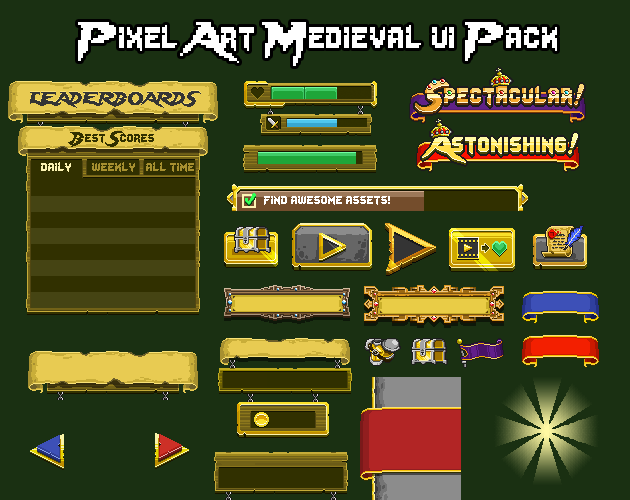 Pixel Art Medieval UI Pack
LEADERBOARDS
Best Scores
DAILY WEEKLY ALL TIME
Spectacular!
Astonishing!
FIND AWESOME ASSETS!